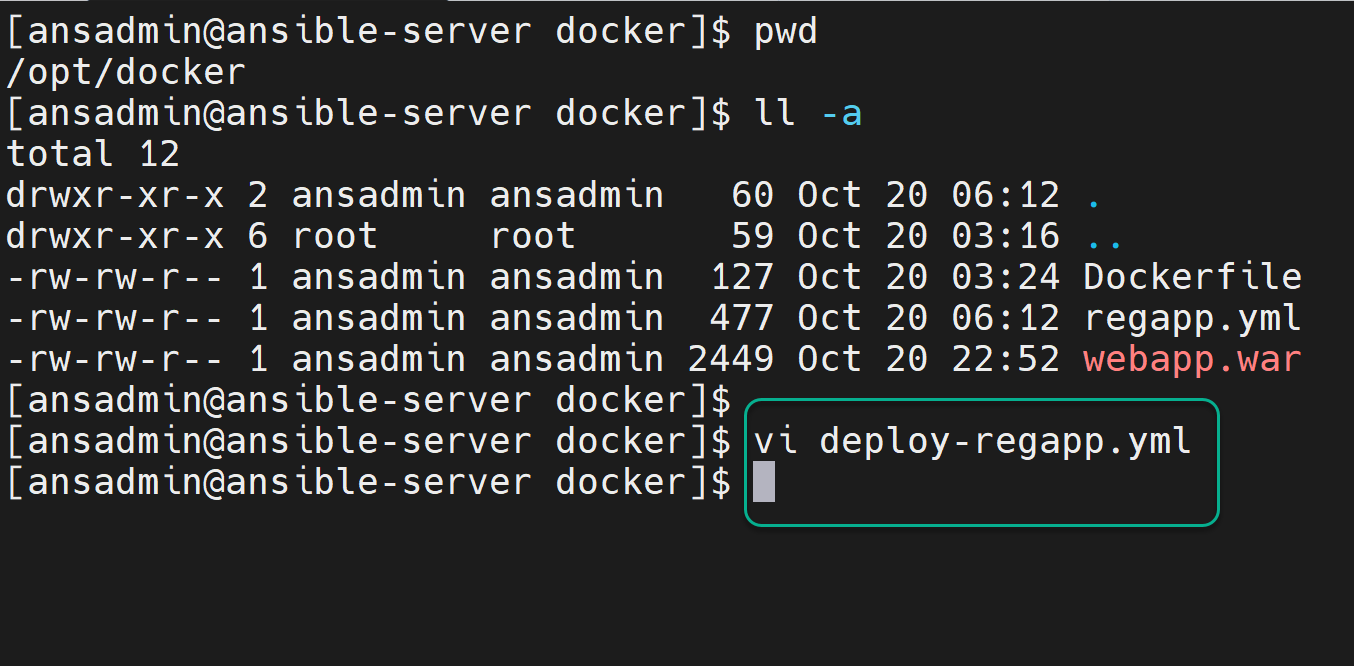 [ansadmin@ansible-server docker]$ pwd
/opt/docker
[ansadmin@ansible-server docker]$ ll -a
total 12
drwxr-xr-x 2 ansadmin ansadmin   60 Oct 20 06:12 .
drwxr-xr-x 6 root     root       59 Oct 20 03:16 ..
-rw-rw-r-- 1 ansadmin ansadmin  127 Oct 20 03:24 Dockerfile
-rw-rw-r-- 1 ansadmin ansadmin  477 Oct 20 06:12 regapp.yml
-rw-rw-r-- 1 ansadmin ansadmin 2449 Oct 20 22:52 webapp.war
[ansadmin@ansible-server docker]$
[ansadmin@ansible-server docker]$ vi deploy-regapp.yml
[ansadmin@ansible-server docker]$